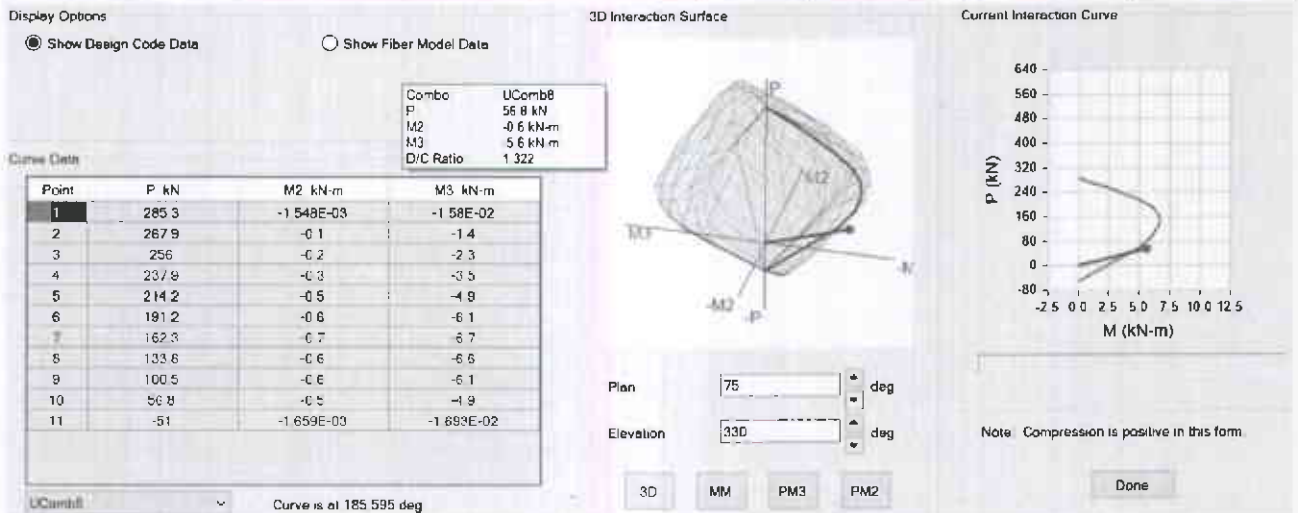 Display Options
Show Design Code Data
Show Fiber Model Data
Combo UComb8
P 56.8 kN
M2 -0.6 kN-m
M3 -5.6 kN-m
D/C Ratio 1.322
Curve Data
Point P kN M2 kN-m M3 kN-m
1 285.3 -1.548E-03 -1.58E-02
2 267.9 -0.1 -1.4
3 256 -0.2 -2.3
4 237.9 -0.3 -3.5
5 214.2 -0.5 -4.9
6 191.2 -0.6 -6.1
7 162.3 -0.7 -6.7
8 133.8 -0.6 -6.6
9 100.5 -0.6 -6.1
10 56.8 -0.5 -4.9
11 -51 -1.659E-03 -1.693E-02
UComb8
Curve is at 185.595 deg
3D Interaction Surface
P
M2
M3
-M2
-P
Plan 75 deg
Elevation 330 deg
3D MM PM3 PM2
Current Interaction Curve
640
560
480
400
320
240
160
80
0
-80
P (kN)
-2.5 0.0 2.5 5.0 7.5 10.0 12.5
M (kN-m)
Note: Compression is positive in this form.
Done